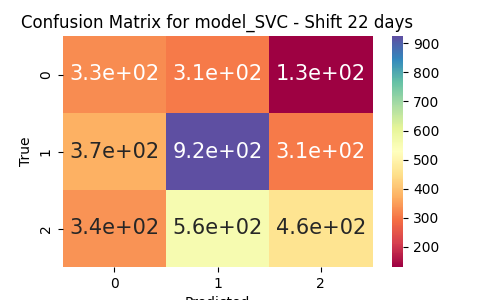 Confusion Matrix for model_SVC - Shift 22 days
0 3.3e+02 3.1e+02 1.3e+02
1 3.7e+02 9.2e+02 3.1e+02
2 3.4e+02 5.6e+02 4.6e+02
True
0 1 2
Predicted
900
800
700
600
500
400
300
200